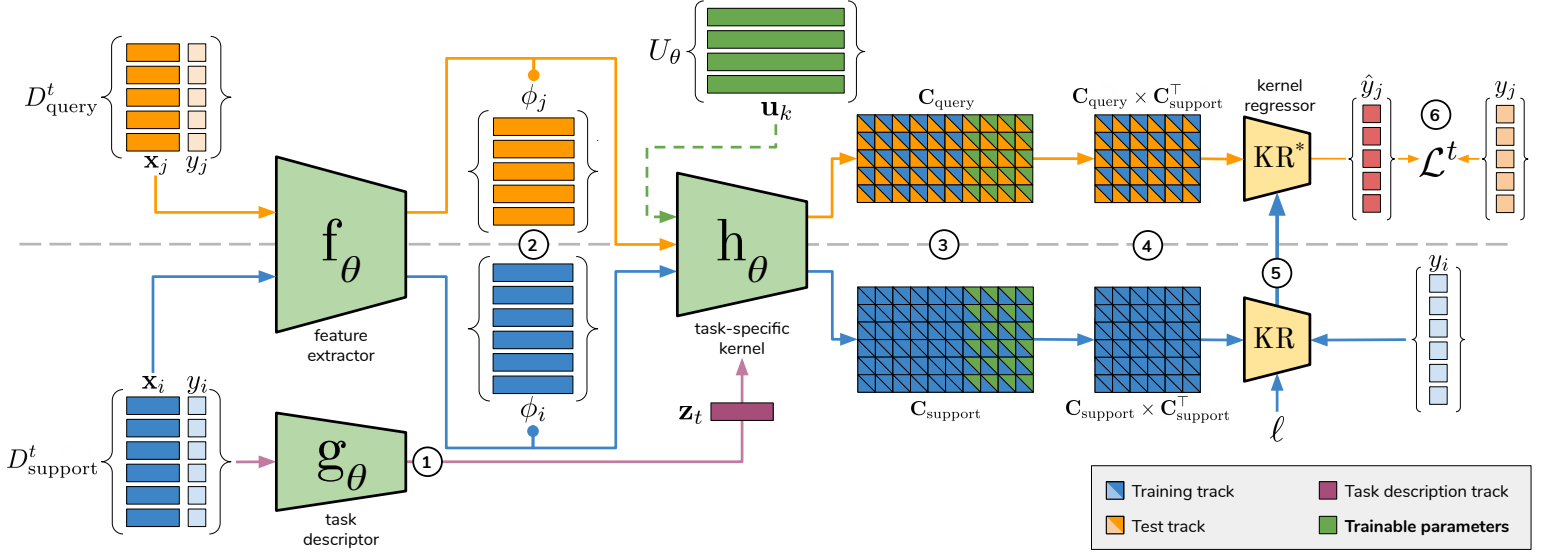 D^t_query
x_j y_j
ϕ_j
U_θ
u_k
C_query
C_query × C^⊤_support
kernel
regressor
KR*
ŷ_j
6
𝓛^t
y_j
f_θ
feature
extractor
2
h_θ
task-specific
kernel
3
4
5
y_i
KR
ℓ
x_i y_i
D^t_support
g_θ
task
descriptor
1
ϕ_i
z_t
C_support
C_support × C^⊤_support
Training track
Task description track
Test track
Trainable parameters